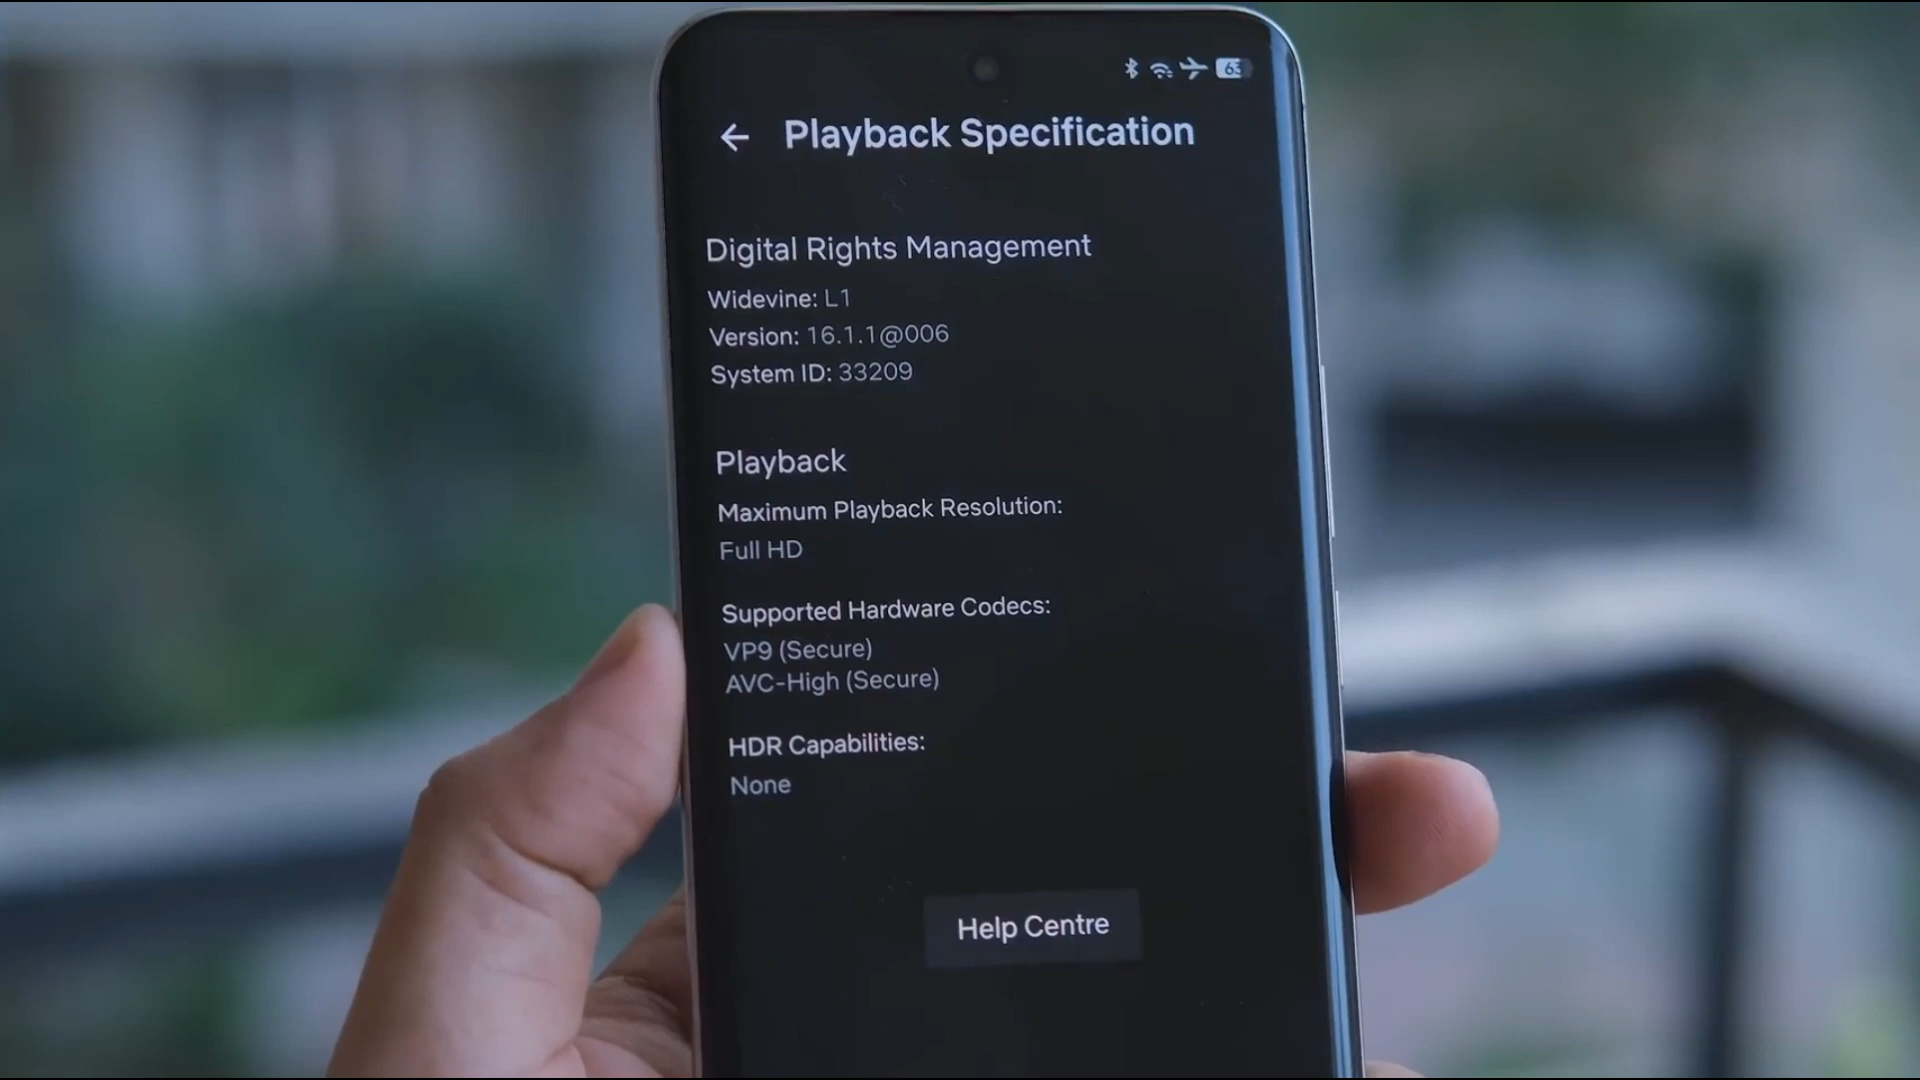 63
Playback Specification
Digital Rights Management
Widevine: L1
Version: 16.1.1@006
System ID: 33209
Playback
Maximum Playback Resolution:
Full HD
Supported Hardware Codecs:
VP9 (Secure)
AVC-High (Secure)
HDR Capabilities:
None
Help Centre